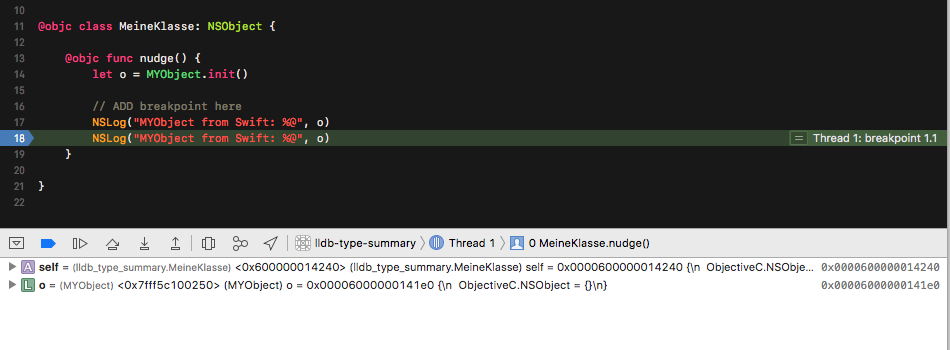 10
11 @objc class MeineKlasse: NSObject {
12
13 @objc func nudge() {
14 let o = MYObject.init()
15
16 // ADD breakpoint here
17 NSLog("MYObject from Swift: %@", o)
18 NSLog("MYObject from Swift: %@", o) = Thread 1: breakpoint 1.1
19 }
20
21 }
22
lldb-type-summary Thread 1 0 MeineKlasse.nudge()
A self = (lldb_type_summary.MeineKlasse) <0x600000014240> (lldb_type_summary.MeineKlasse) self = 0x0000600000014240 {\n ObjectiveC.NSObje... 0x0000600000014240
L o = (MYObject) <0x7fff5c100250> (MYObject) o = 0x00006000000141e0 {\n ObjectiveC.NSObject = {}\n} 0x00006000000141e0